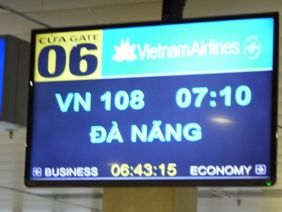 CỬA GATE
06
Vietnam Airlines
VN 108 07:10
ĐÀ NẴNG
BUSINESS 06:43:15 ECONOMY